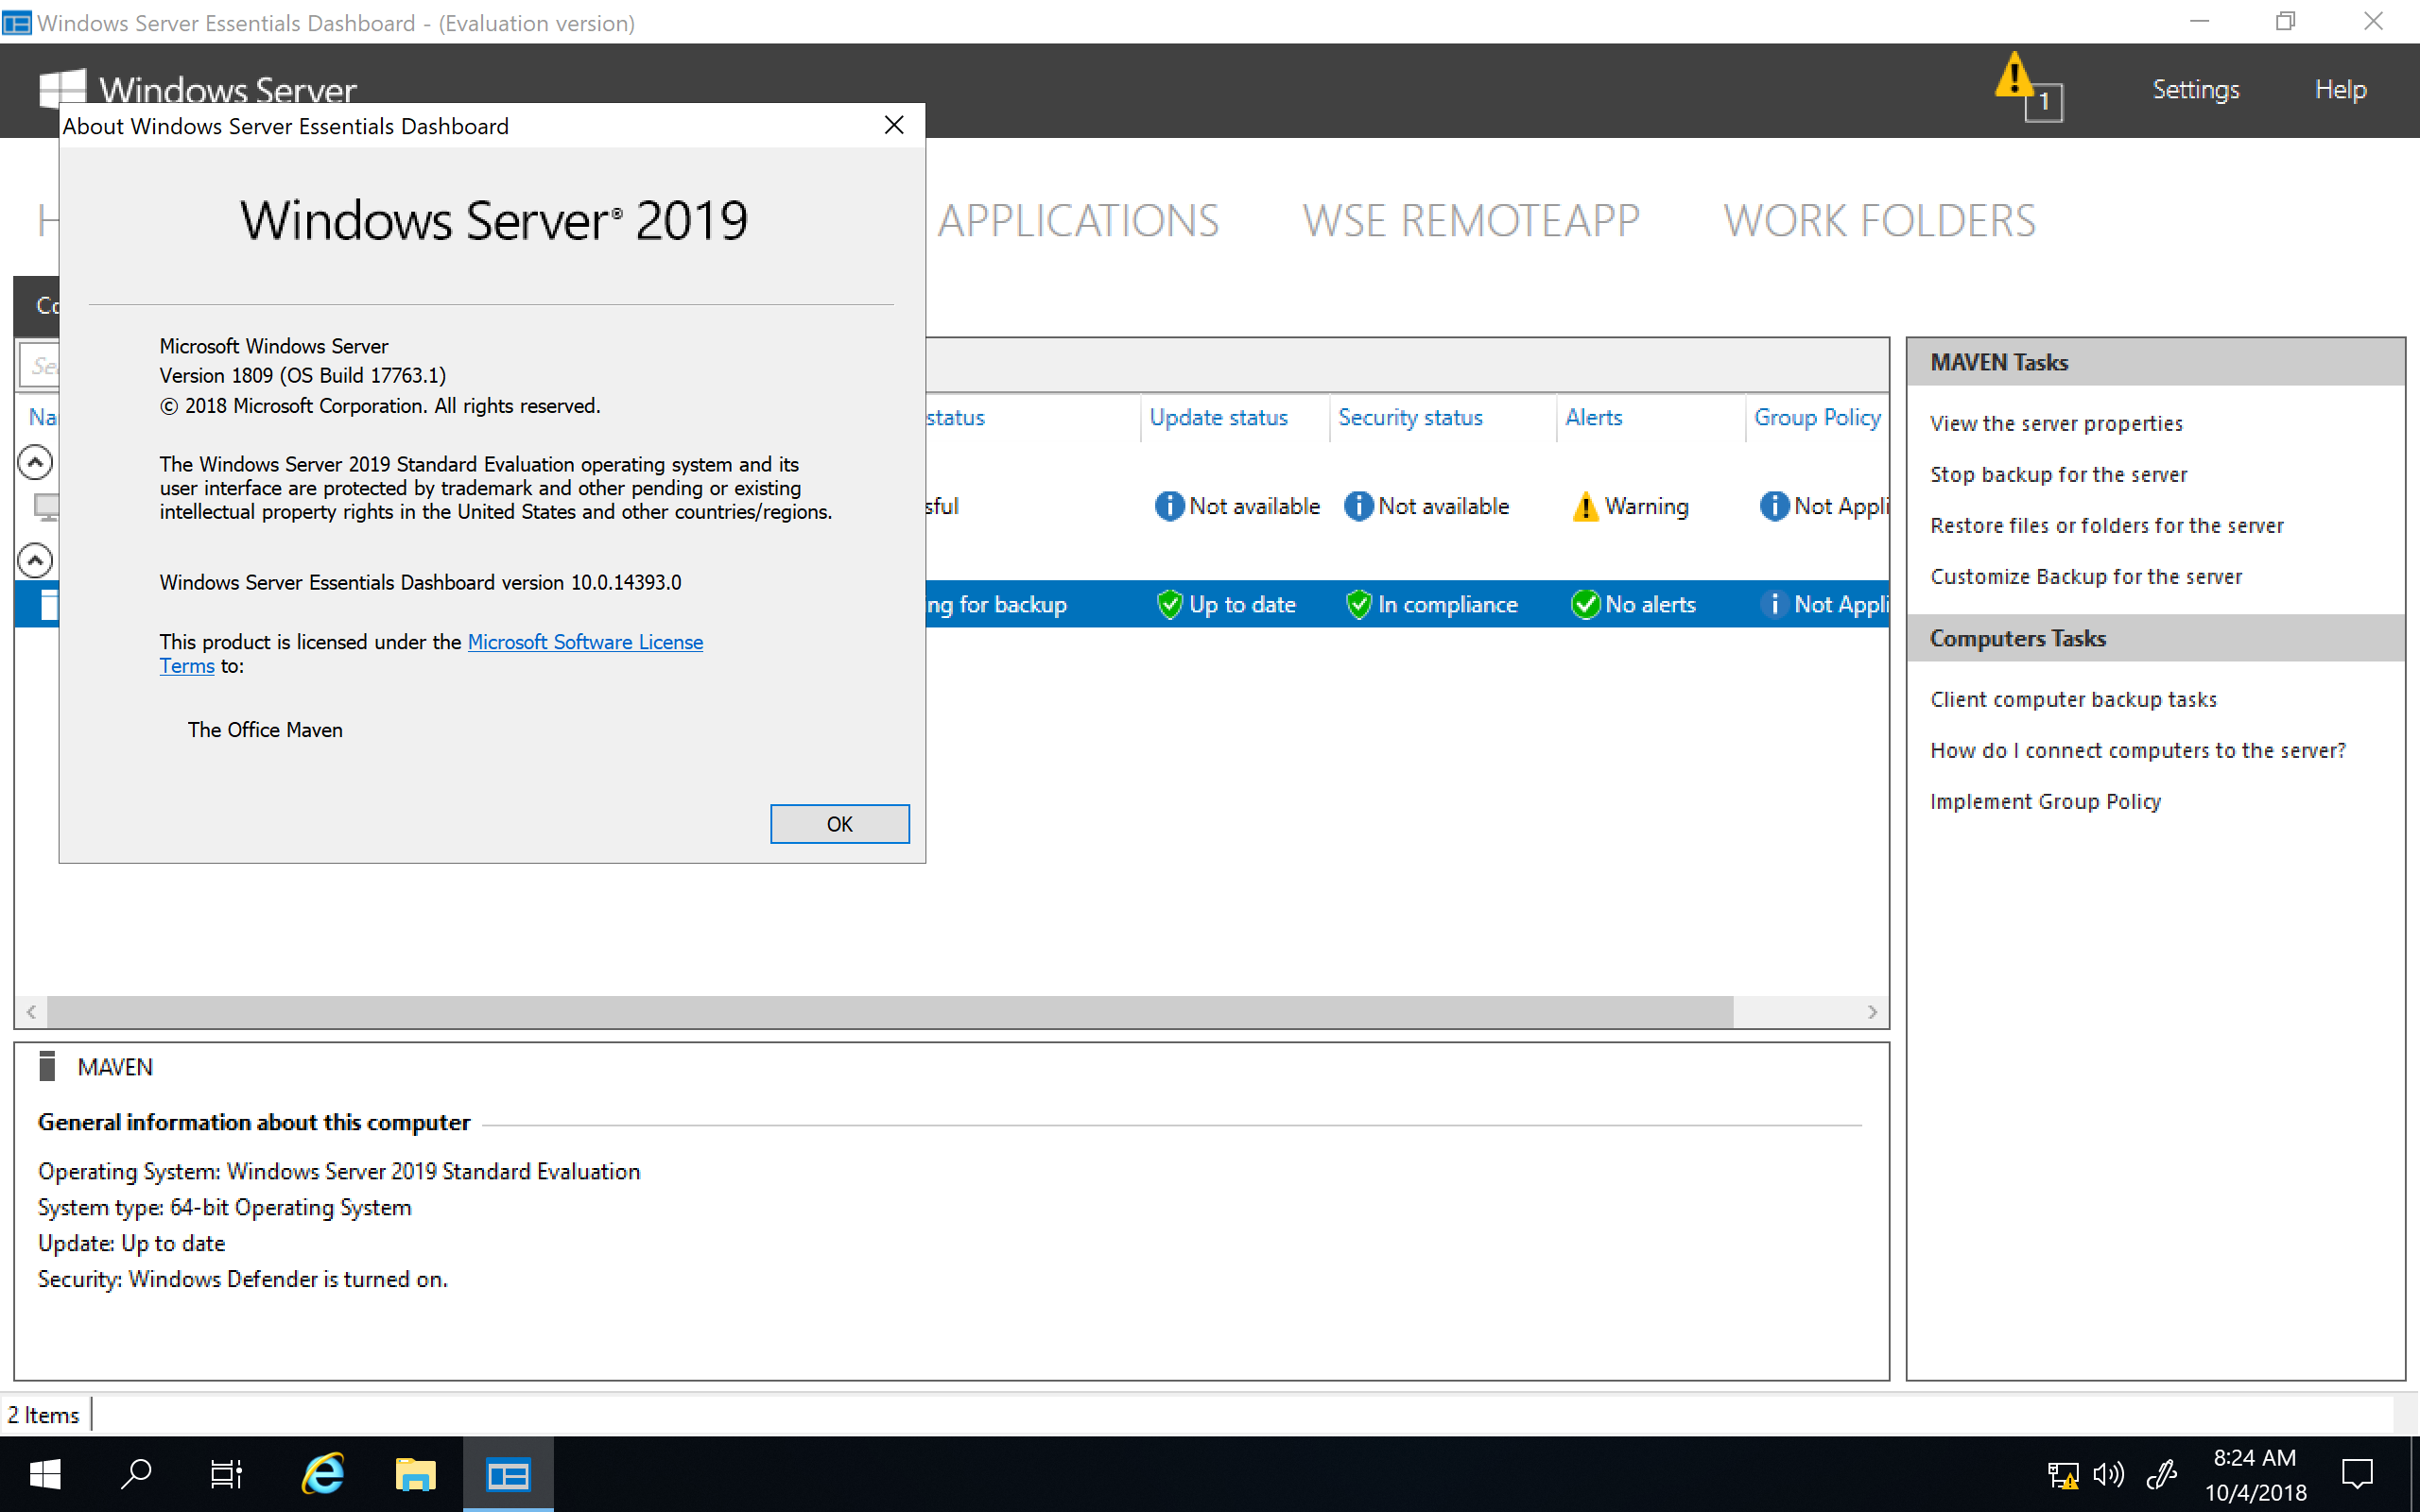 Windows Server Essentials Dashboard - (Evaluation version)
Windows Server
1
Settings
Help
About Windows Server Essentials Dashboard
Windows Server® 2019
Microsoft Windows Server
Version 1809 (OS Build 17763.1)
© 2018 Microsoft Corporation. All rights reserved.
The Windows Server 2019 Standard Evaluation operating system and its
user interface are protected by trademark and other pending or existing
intellectual property rights in the United States and other countries/regions.
Windows Server Essentials Dashboard version 10.0.14393.0
This product is licensed under the Microsoft Software License
Terms to:
The Office Maven
OK
APPLICATIONS
WSE REMOTEAPP
WORK FOLDERS
status
Update status
Security status
Alerts
Group Policy
Not available
Not available
Warning
Not Appli
ng for backup
Up to date
In compliance
No alerts
Not Appli
MAVEN Tasks
View the server properties
Stop backup for the server
Restore files or folders for the server
Customize Backup for the server
Computers Tasks
Client computer backup tasks
How do I connect computers to the server?
Implement Group Policy
MAVEN
General information about this computer
Operating System: Windows Server 2019 Standard Evaluation
System type: 64-bit Operating System
Update: Up to date
Security: Windows Defender is turned on.
2 Items
8:24 AM
10/4/2018